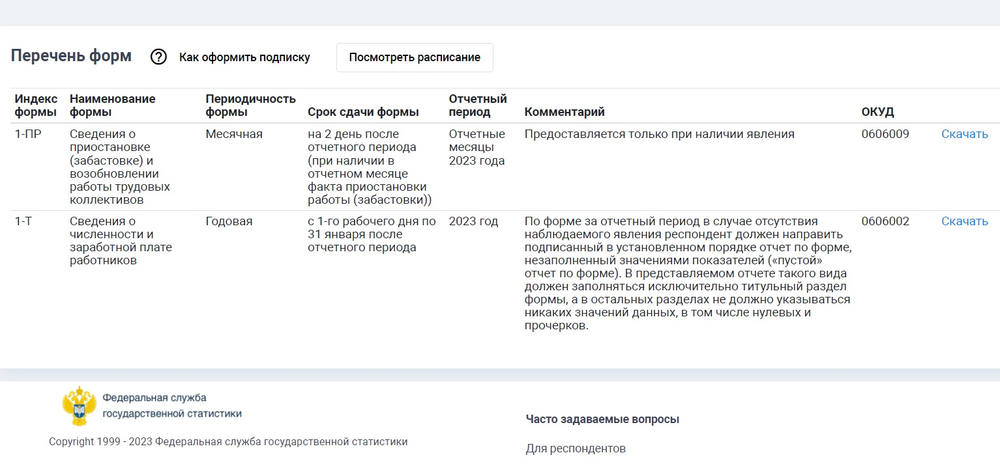 Перечень форм
Как оформить подписку
Посмотреть расписание
Индекс формы
Наименование формы
Периодичность формы
Срок сдачи формы
Отчетный период
Комментарий
ОКУД
1-ПР
Сведения о
приостановке
(забастовке) и
возобновлении
работы трудовых
коллективов
Месячная
на 2 день после
отчетного периода
(при наличии в
отчетном месяце
факта приостановки
работы (забастовки))
Отчетные
месяцы
2023 года
Предоставляется только при наличии явления
0606009
Скачать
1-Т
Сведения о
численности и
заработной плате
работников
Годовая
с 1-го рабочего дня по
31 января после
отчетного периода
2023 год
По форме за отчетный период в случае отсутствия
наблюдаемого явления респондент должен направить
подписанный в установленном порядке отчет по форме,
незаполненный значениями показателей («пустой»
отчет по форме). В представляемом отчете такого вида
должен заполняться исключительно титульный раздел
формы, а в остальных разделах не должно указываться
никаких значений данных, в том числе нулевых и
прочерков.
0606002
Скачать
Федеральная служба
государственной статистики
Copyright 1999 - 2023 Федеральная служба государственной статистики
Часто задаваемые вопросы
Для респондентов